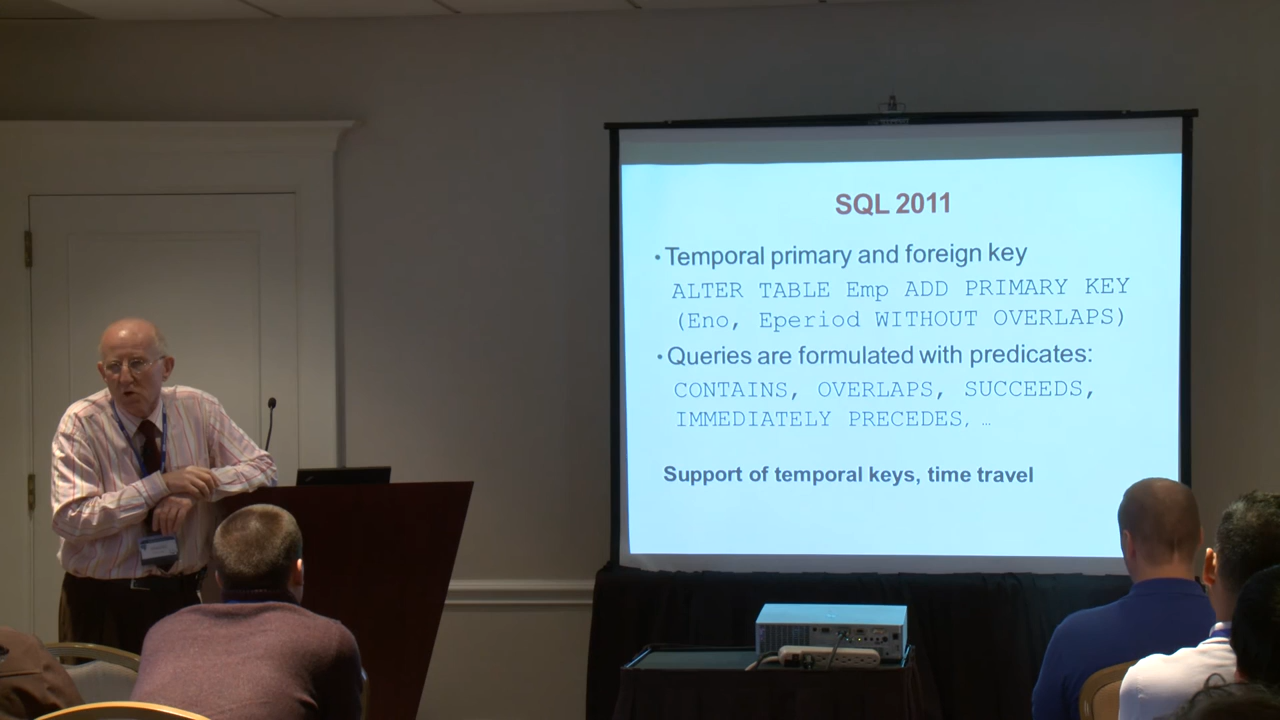 SQL 2011
• Temporal primary and foreign key
ALTER TABLE Emp ADD PRIMARY KEY
(Eno, Eperiod WITHOUT OVERLAPS)
• Queries are formulated with predicates:
CONTAINS, OVERLAPS, SUCCEEDS,
IMMEDIATELY PRECEDES, …
Support of temporal keys, time travel